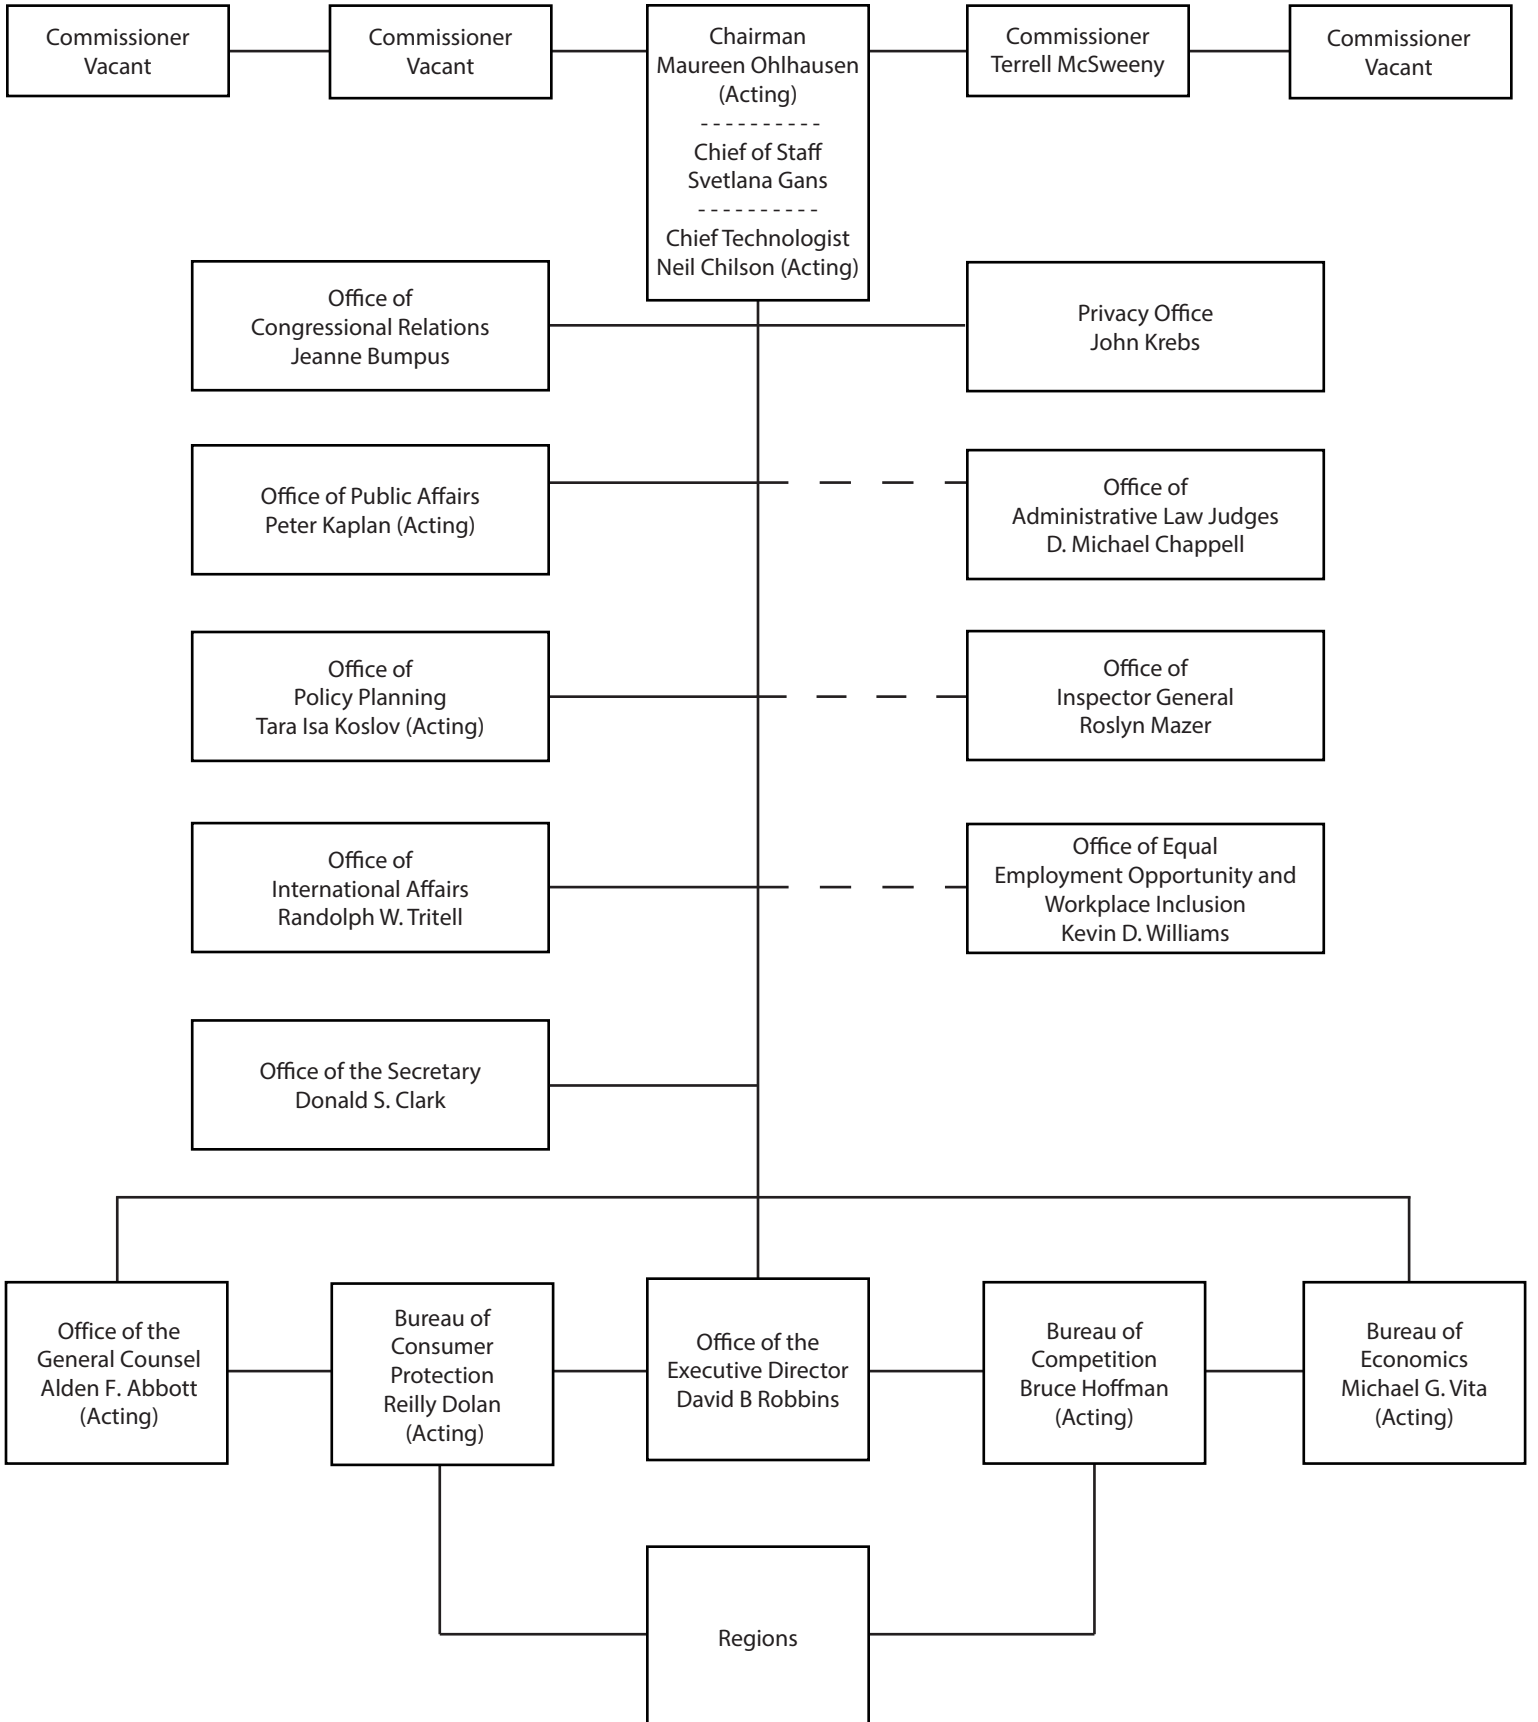 Commissioner
Vacant
Commissioner
Vacant
Chairman
Maureen Ohlhausen
(Acting)
----------
Chief of Staff
Svetlana Gans
----------
Chief Technologist
Neil Chilson (Acting)
Commissioner
Terrell McSweeny
Commissioner
Vacant
Office of
Congressional Relations
Jeanne Bumpus
Privacy Office
John Krebs
Office of Public Affairs
Peter Kaplan (Acting)
Office of
Administrative Law Judges
D. Michael Chappell
Office of
Policy Planning
Tara Isa Koslov (Acting)
Office of
Inspector General
Roslyn Mazer
Office of
International Affairs
Randolph W. Tritell
Office of Equal
Employment Opportunity and
Workplace Inclusion
Kevin D. Williams
Office of the Secretary
Donald S. Clark
Office of the
General Counsel
Alden F. Abbott
(Acting)
Bureau of
Consumer
Protection
Reilly Dolan
(Acting)
Office of the
Executive Director
David B Robbins
Bureau of
Competition
Bruce Hoffman
(Acting)
Bureau of
Economics
Michael G. Vita
(Acting)
Regions